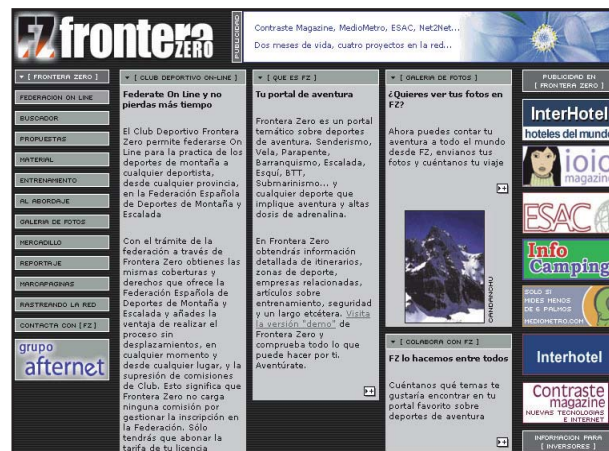 FZ frontera ZERO
PUBLICIDAD
Contraste Magazine, MedioMetro, ESAC, Net2Net...
Dos meses de vida, cuatro proyectos en la red...
[ FRONTERA ZERO ]
FEDERACION ON LINE
BUSCADOR
PROPUESTAS
MATERIAL
ENTRENAMIENTO
AL ABORDAJE
GALERIA DE FOTOS
MERCADILLO
REPORTAJE
MARCAPAGINAS
RASTREANDO LA RED
CONTACTA CON [FZ]
grupo
afternet
[ CLUB DEPORTIVO ON-LINE ]
Federate On Line y no
pierdas más tiempo
El Club Deportivo Frontera
Zero permite federarse On
Line para la practica de los
deportes de montaña a
cualquier deportista,
desde cualquier provincia,
en la Federación Española
de Deportes de Montaña y
Escalada
Con el trámite de la
federación a través de
Frontera Zero obtienes las
mismas coberturas y
derechos que ofrece la
Federación Española de
Deportes de Montaña y
Escalada y añades la
ventaja de realizar el
proceso sin
desplazamientos, en
cualquier momento y
desde cualquier lugar, y la
supresión de comisiones
de Club. Esto significa que
Frontera Zero no carga
ninguna comisión por
gestionar la inscripción en
la Federación. Sólo
tendrás que abonar la
tarifa de tu licencia
[ QUE ES FZ ]
Tu portal de aventura
Frontera Zero es un portal
temático sobre deportes
de aventura. Senderismo,
Vela, Parapente,
Barranquismo, Escalada,
Esquí, BTT,
Submarinismo... y
cualquier deporte que
implique aventura y altas
dosis de adrenalina.
En Frontera Zero
obtendrás información
detallada de itinerarios,
zonas de deporte,
empresas relacionadas,
artículos sobre
entrenamiento, seguridad
y un largo etcétera. Visita
la versión "demo" de
Frontera Zero y
comprueba todo lo que
puede hacer por ti.
Aventúrate.
[ GALERIA DE FOTOS ]
¿Quieres ver tus fotos en
FZ?
Ahora puedes contar tu
aventura a todo el mundo
desde FZ, envianos tus
fotos y cuéntanos tu viaje
CANDANCHU
[ COLABORA CON FZ ]
FZ lo hacemos entre todos
Cuéntanos qué temas te
gustaría encontrar en tu
portal favorito sobre
deportes de aventura
PUBLICIDAD EN
[ FRONTERA ZERO ]
InterHotel
hoteles del mundo
ioio
magazine
ESAC
Info
Camping
SOLO SI
MIDES MENOS
DE 6 PALMOS
MEDIOMETRO.COM
Interhotel
Contraste
magazine
NUEVAS TECNOLOGIAS
E INTERNET
INFORMACION PARA
[ INVERSORES ]